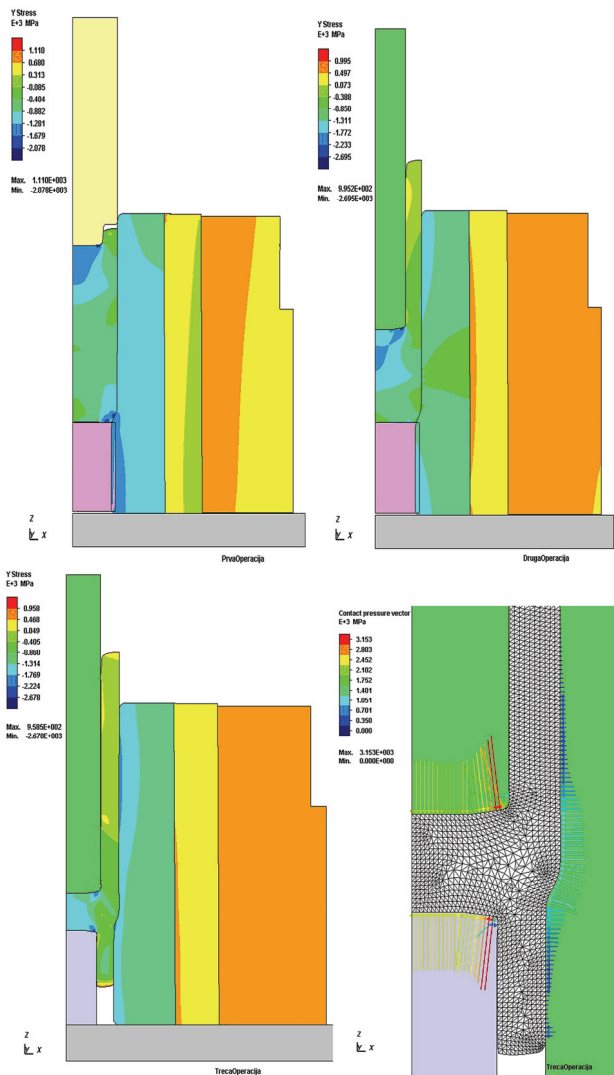 Y Stress
E+3 MPa
1.110
0.680
0.313
-0.085
-0.404
-0.882
-1.281
-1.679
-2.078
Max. 1.110E+003
Min. -2.078E+003
Z
Y X
PrvaOperacija
Y Stress
E+3 MPa
0.995
0.497
0.073
-0.388
-0.850
-1.311
-1.772
-2.233
-2.695
Max. 9.952E+002
Min. -2.695E+003
Z
Y X
DrugaOperacija
Y Stress
E+3 MPa
0.958
0.468
0.049
-0.405
-0.860
-1.314
-1.769
-2.224
-2.678
Max. 9.585E+002
Min. -2.670E+003
Z
Y X
TrecaOperacija
Contact pressure vector
E+3 MPa
3.153
2.803
2.452
2.102
1.752
1.401
1.051
0.701
0.350
0.000
Max. 3.153E+003
Min. 0.000E+000
Z
Y X
TrecaOperacija